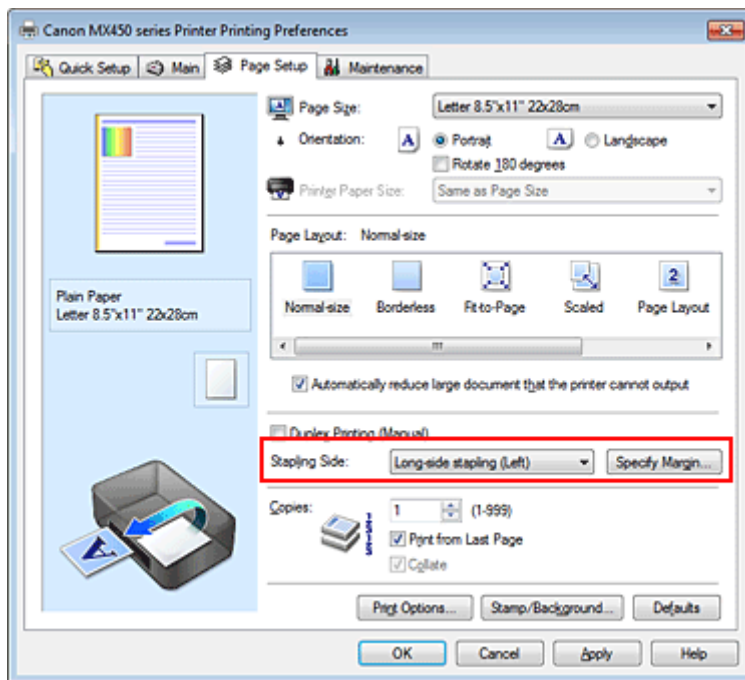 Canon MX450 series Printer Printing Preferences
Quick Setup Main Page Setup Maintenance
Page Size: Letter 8.5"x11" 22x28cm
Orientation: A Portrait A Landscape
Rotate 180 degrees
Printer Paper Size: Same as Page Size
Page Layout: Normal-size
2
Normal-size Borderless Fit-to-Page Scaled Page Layout
Plain Paper
Letter 8.5"x11" 22x28cm
Automatically reduce large document that the printer cannot output
Duplex Printing (Manual)
Stapling Side: Long-side stapling (Left) Specify Margin...
Copies: 1 (1-999)
Print from Last Page
Collate
A
Print Options... Stamp/Background... Defaults
OK Cancel Apply Help